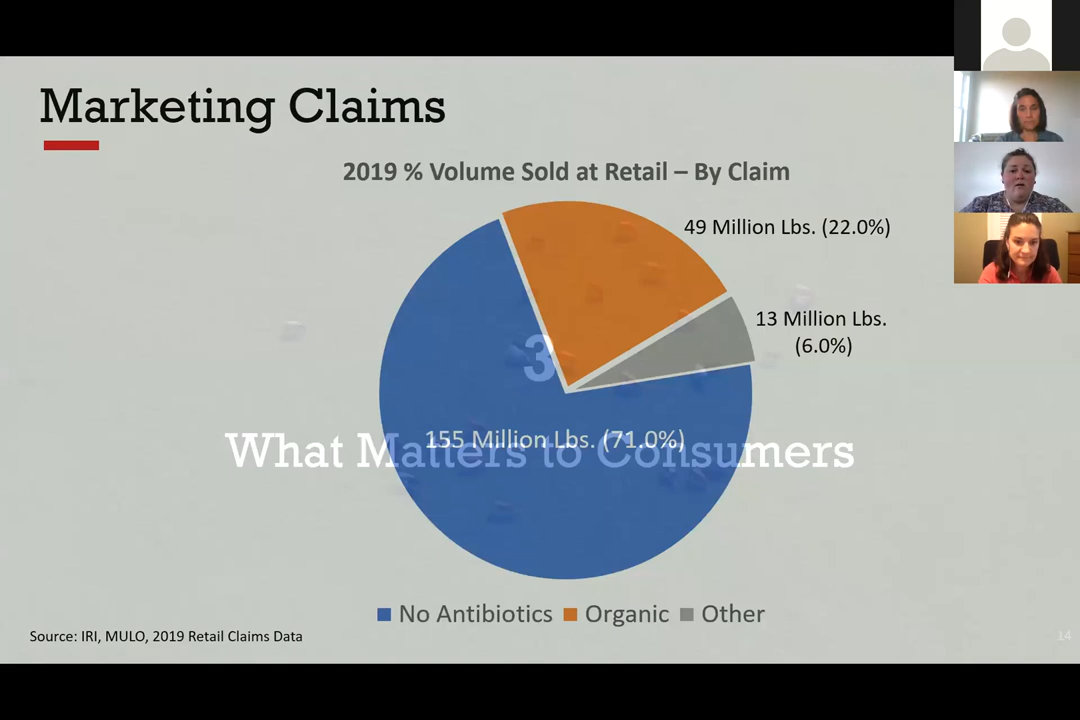 Marketing Claims
2019 % Volume Sold at Retail – By Claim
49 Million Lbs. (22.0%)
13 Million Lbs.
(6.0%)
3
155 Million Lbs. (71.0%)
What Matters to Consumers
No Antibiotics Organic Other
Source: IRI, MULO, 2019 Retail Claims Data
14